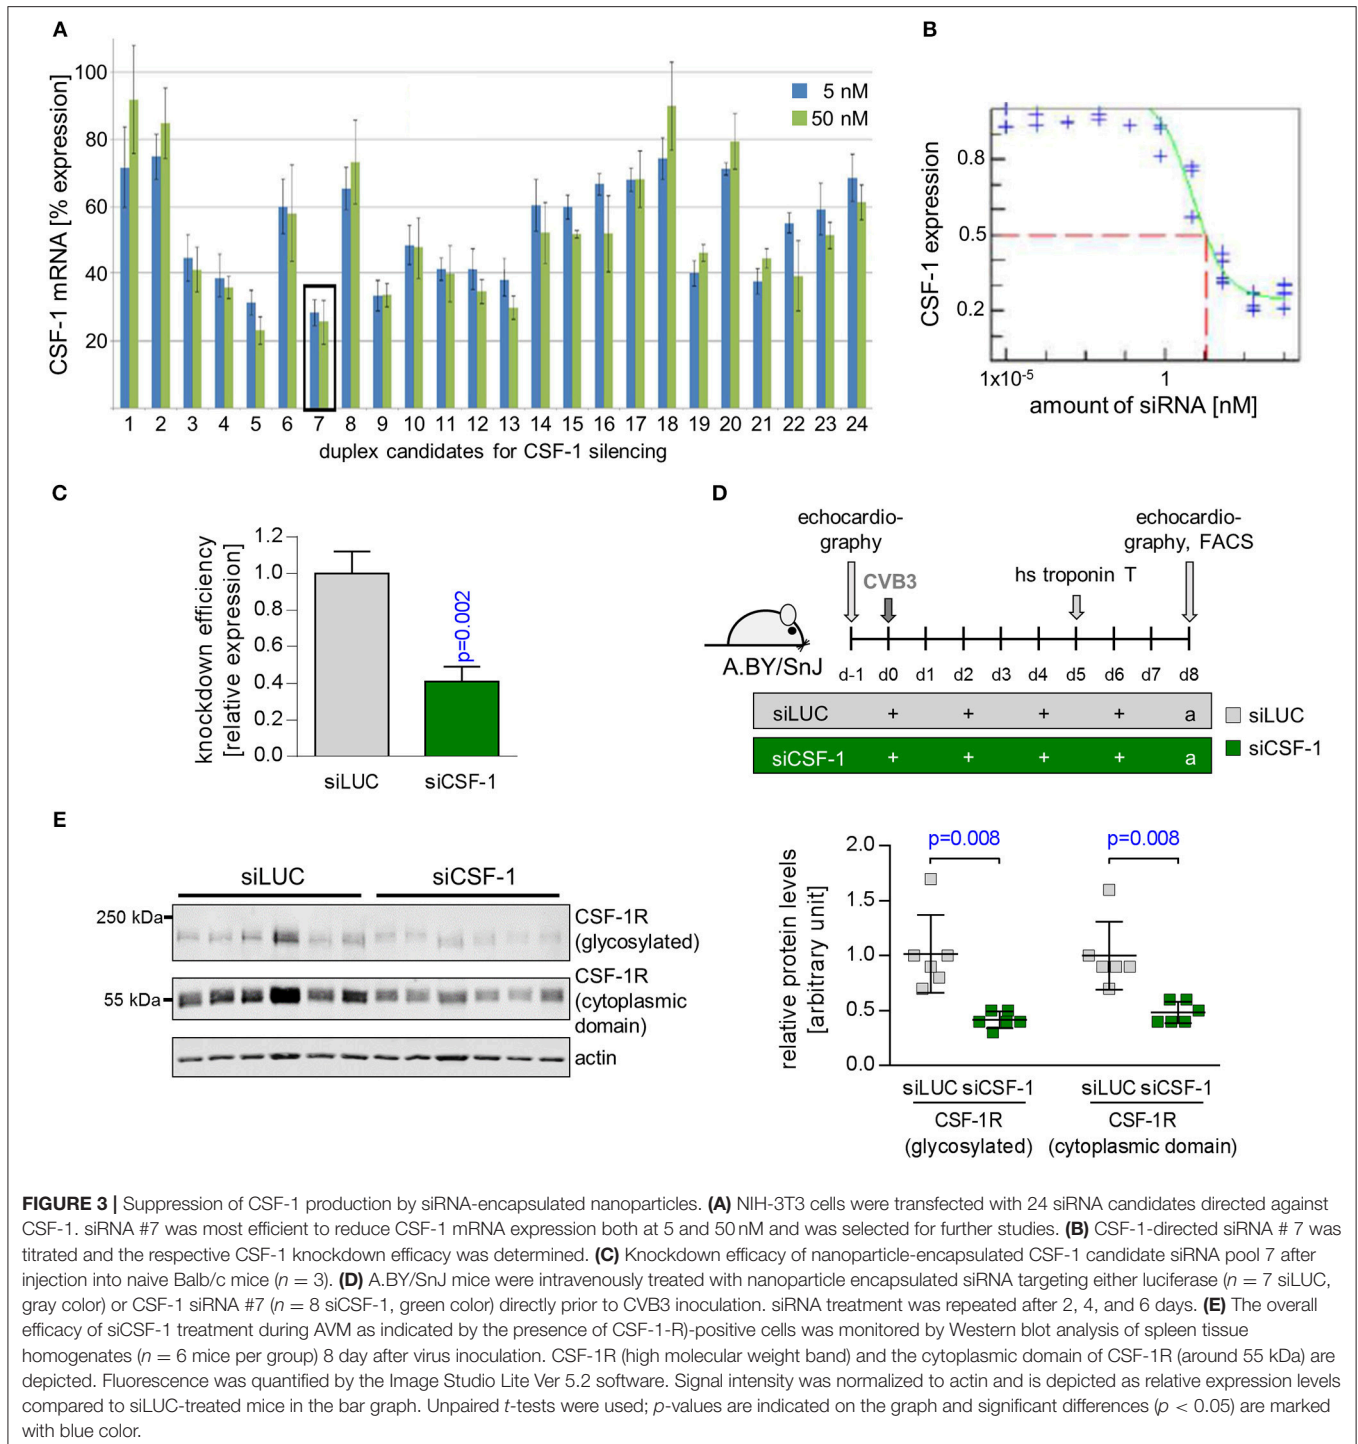 A
CSF-1 mRNA [% expression]
100
80
60
40
20
5 nM
50 nM
1 2 3 4 5 6 7 8 9 10 11 12 13 14 15 16 17 18 19 20 21 22 23 24
duplex candidates for CSF-1 silencing
B
CSF-1 expression
0.8
0.5
0.2
1x10-5 1
amount of siRNA [nM]
C
knockdown efficiency
[relative expression]
1.2
1.0
0.8
0.6
0.4
0.2
0.0
p=0.002
siLUC siCSF-1
D
echocardio-
graphy
CVB3
hs troponin T
echocardio-
graphy, FACS
A.BY/SnJ
d-1 d0 d1 d2 d3 d4 d5 d6 d7 d8
siLUC + + + + a
siCSF-1 + + + + a
siLUC
siCSF-1
E
siLUC siCSF-1
250 kDa
CSF-1R
(glycosylated)
55 kDa
CSF-1R
(cytoplasmic
domain)
actin
relative protein levels
[arbitrary unit]
2.0
1.5
1.0
0.5
0.0
p=0.008 p=0.008
siLUC siCSF-1 siLUC siCSF-1
CSF-1R CSF-1R
(glycosylated) (cytoplasmic domain)
FIGURE 3 | Suppression of CSF-1 production by siRNA-encapsulated nanoparticles. (A) NIH-3T3 cells were transfected with 24 siRNA candidates directed against
CSF-1. siRNA #7 was most efficient to reduce CSF-1 mRNA expression both at 5 and 50 nM and was selected for further studies. (B) CSF-1-directed siRNA # 7 was
titrated and the respective CSF-1 knockdown efficacy was determined. (C) Knockdown efficacy of nanoparticle-encapsulated CSF-1 candidate siRNA pool 7 after
injection into naive Balb/c mice (n = 3). (D) A.BY/SnJ mice were intravenously treated with nanoparticle encapsulated siRNA targeting either luciferase (n = 7 siLUC,
gray color) or CSF-1 siRNA #7 (n = 8 siCSF-1, green color) directly prior to CVB3 inoculation. siRNA treatment was repeated after 2, 4, and 6 days. (E) The overall
efficacy of siCSF-1 treatment during AVM as indicated by the presence of CSF-1-R)-positive cells was monitored by Western blot analysis of spleen tissue
homogenates (n = 6 mice per group) 8 day after virus inoculation. CSF-1R (high molecular weight band) and the cytoplasmic domain of CSF-1R (around 55 kDa) are
depicted. Fluorescence was quantified by the Image Studio Lite Ver 5.2 software. Signal intensity was normalized to actin and is depicted as relative expression levels
compared to siLUC-treated mice in the bar graph. Unpaired t-tests were used; p-values are indicated on the graph and significant differences (p < 0.05) are marked
with blue color.